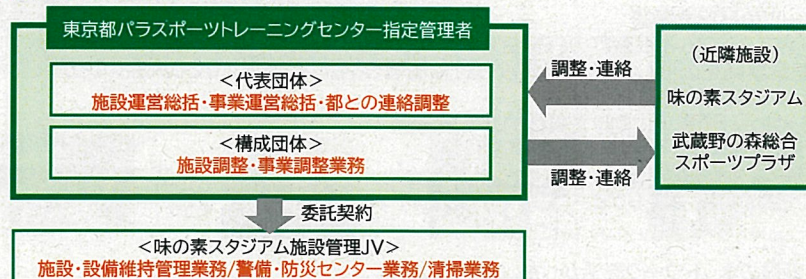 東京都パラスポーツトレーニングセンター指定管理者
<代表団体>
施設運営総括・事業運営総括・都との連絡調整
<構成団体>
施設調整・事業調整業務
調整・連絡
調整・連絡
(近隣施設)
味の素スタジアム
武蔵野の森総合
スポーツプラザ
委託契約
<味の素スタジアム施設管理JV>
施設・設備維持管理業務/警備・防災センター業務/清掃業務